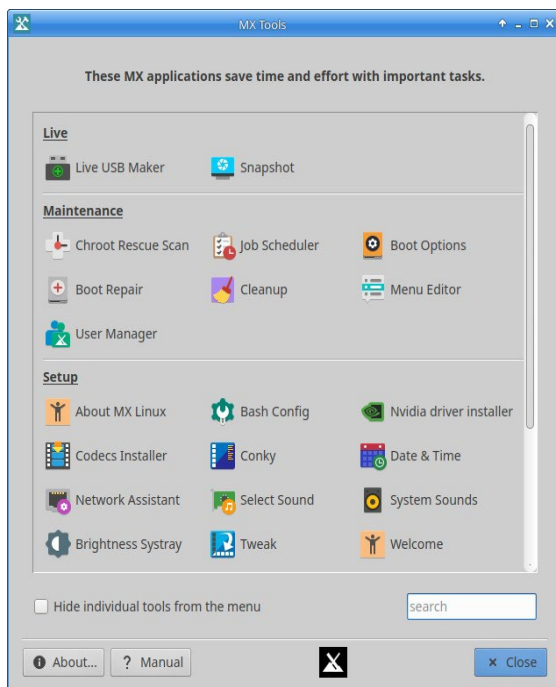 MX Tools
These MX applications save time and effort with important tasks.
Live
Live USB Maker Snapshot
Maintenance
Chroot Rescue Scan Job Scheduler Boot Options
Boot Repair Cleanup Menu Editor
User Manager
Setup
About MX Linux Bash Config Nvidia driver installer
Codecs Installer Conky Date & Time
Network Assistant Select Sound System Sounds
Brightness Systray Tweak Welcome
Hide individual tools from the menu search
About... ? Manual Close